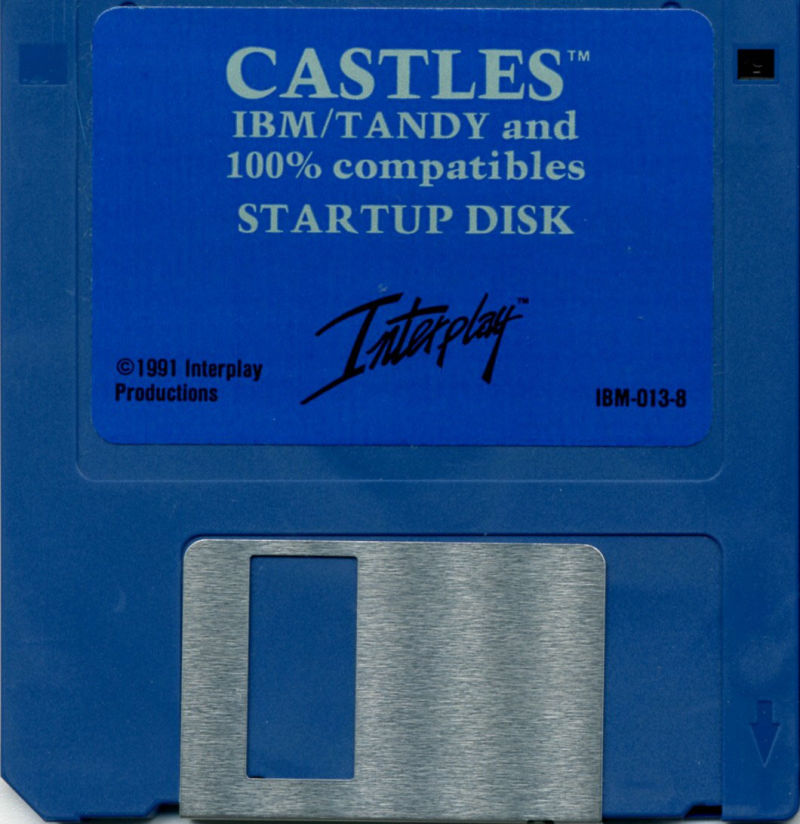 CASTLES™
IBM/TANDY and
100% compatibles
STARTUP DISK
Interplay™
©1991 Interplay
Productions
IBM-013-8